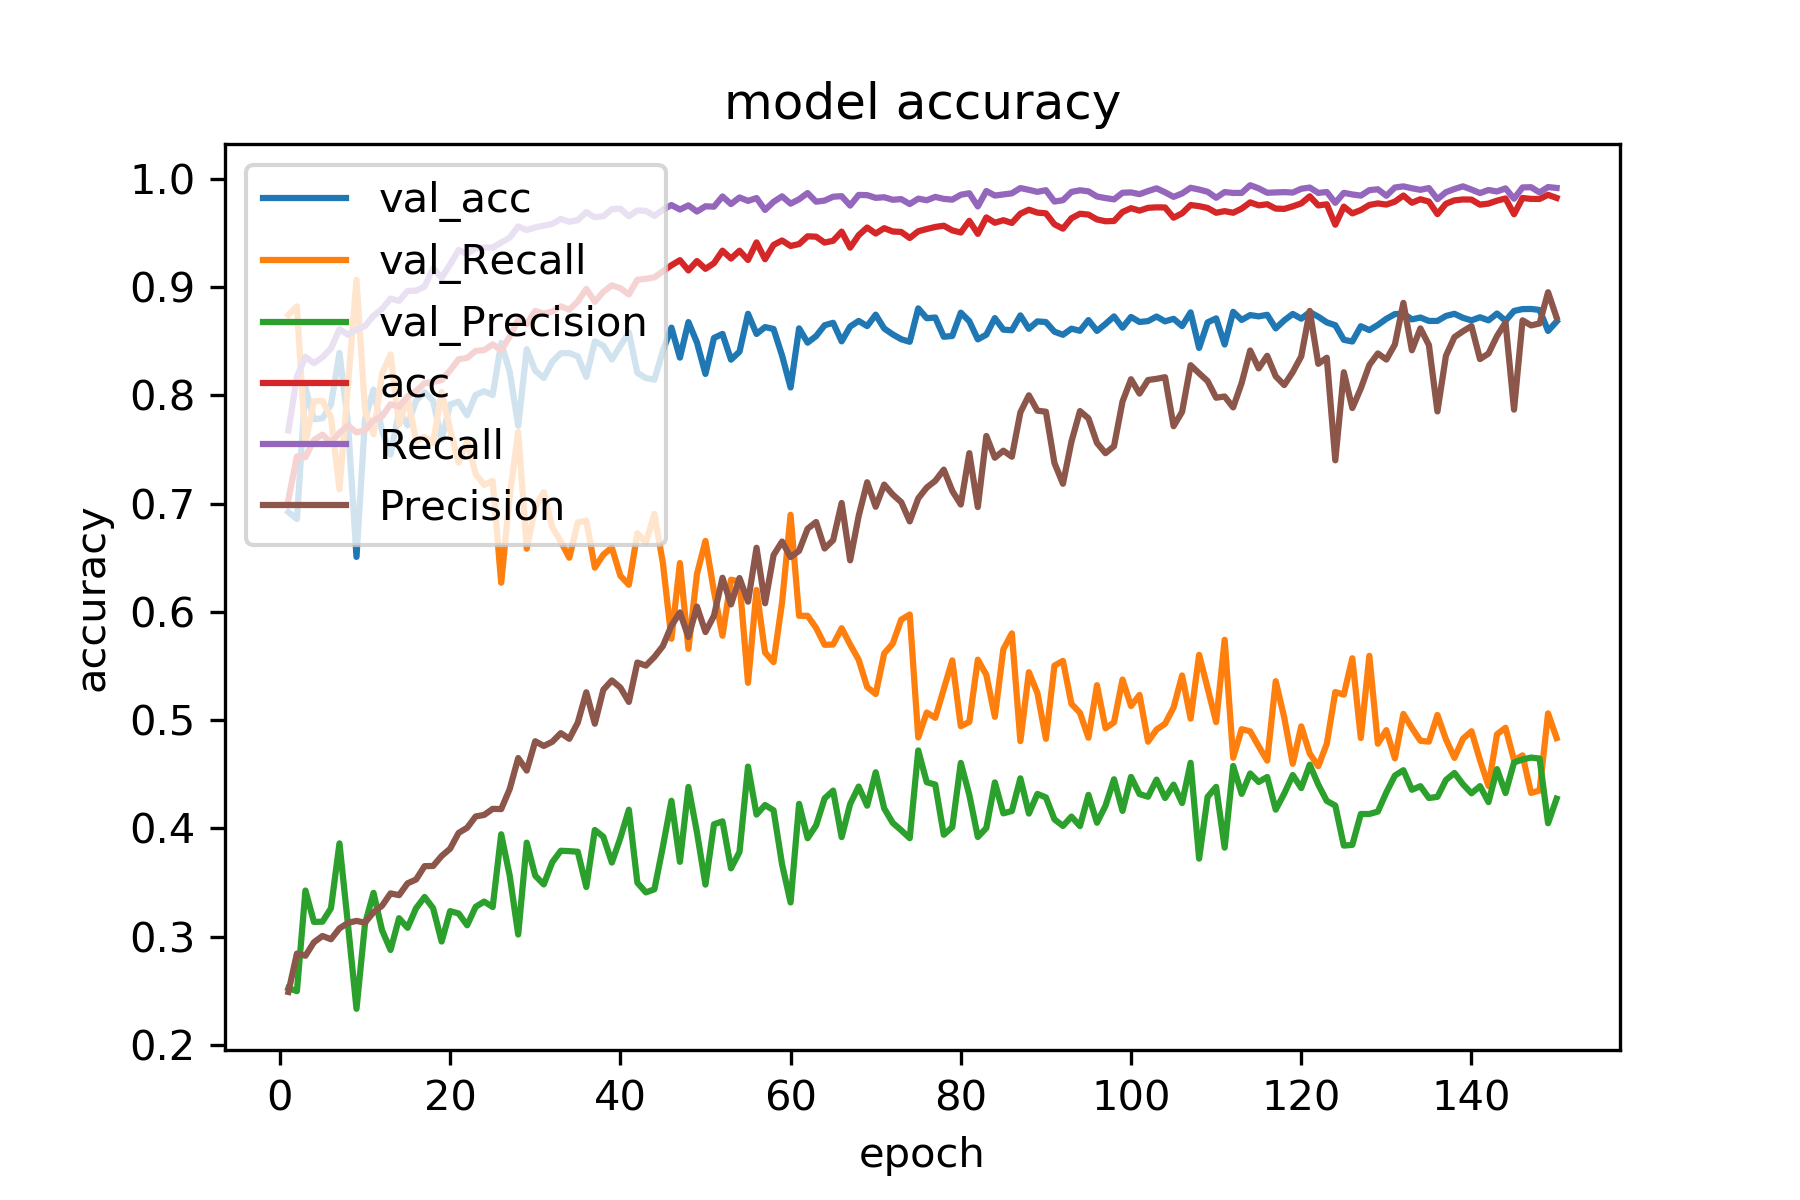 model accuracy
accuracy
1.0
0.9
0.8
0.7
0.6
0.5
0.4
0.3
0.2
val_acc
val_Recall
val_Precision
acc
Recall
Precision
0 20 40 60 80 100 120 140
epoch